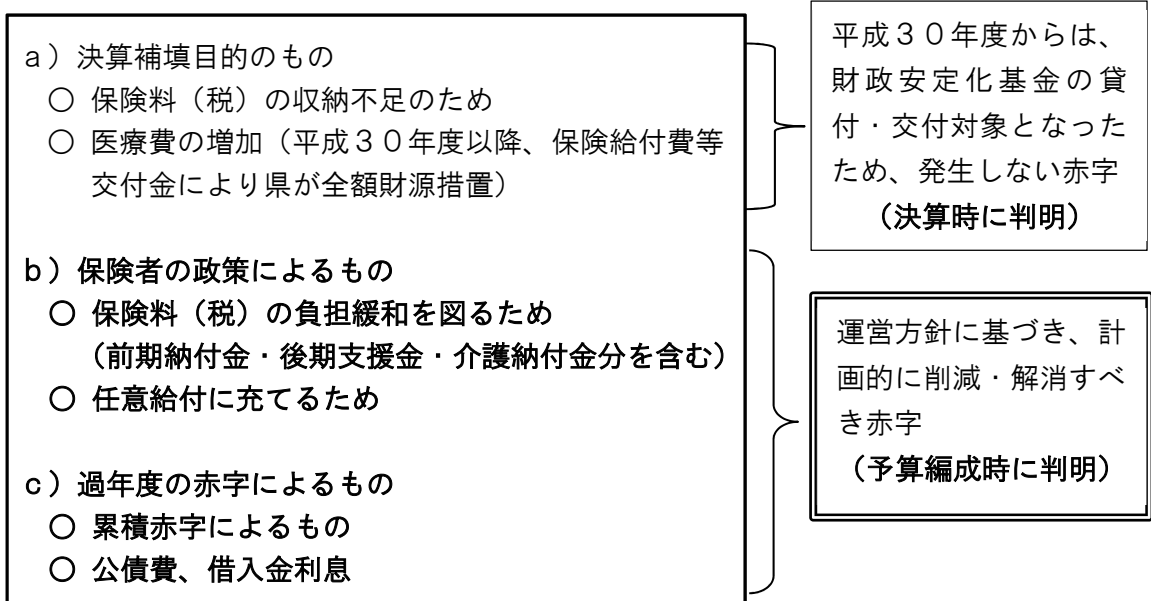 a）決算補填目的のもの
○ 保険料（税）の収納不足のため
○ 医療費の増加（平成３０年度以降、保険給付費等
交付金により県が全額財源措置）
平成３０年度からは、
財政安定化基金の貸
付・交付対象となった
ため、発生しない赤字
（決算時に判明）
b）保険者の政策によるもの
○ 保険料（税）の負担緩和を図るため
（前期納付金・後期支援金・介護納付金分を含む）
○ 任意給付に充てるため
c）過年度の赤字によるもの
○ 累積赤字によるもの
○ 公債費、借入金利息
運営方針に基づき、計
画的に削減・解消すべ
き赤字
（予算編成時に判明）